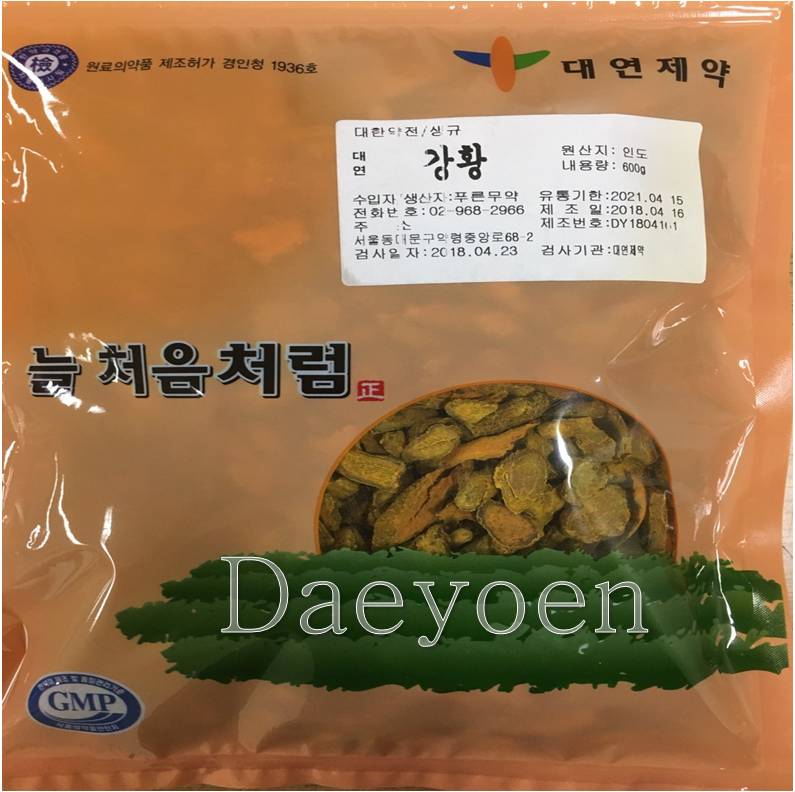 檢
원료의약품 제조허가 경인청 1936호
대연제약
대한약전/생규
대연 강황
원산지: 인도
내용량: 600g
수입자/생산자:푸른무약 유통기한:2021.04 15
전화번호:02-968-2966 제 조 일:2018.04 16
주 소 제조번호:DY1804161
서울동대문구약령중앙로68-2
검사일자:2018.04.23 검사기관:대연제약
늘 처음처럼 正
Daeyoen
GMP